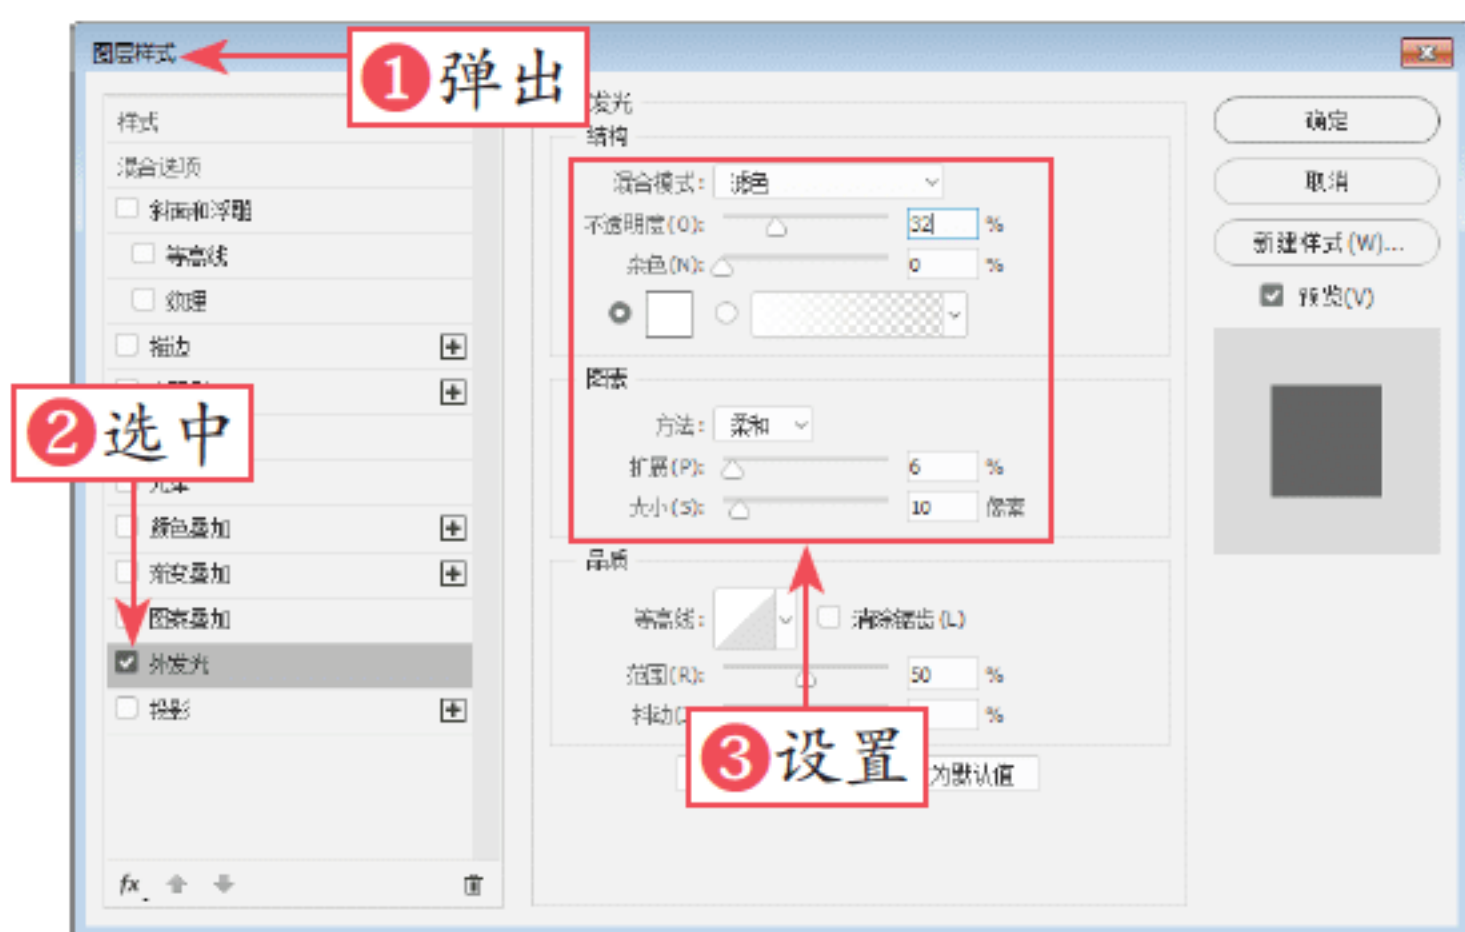 图层样式
1 弹出
样式
混合选项
斜面和浮雕
等高线
纹理
描边
2 选中
光泽
颜色叠加
渐变叠加
图案叠加
外发光
投影
fx
发光
结构
混合模式： 滤色
不透明度(O): 32 %
杂色(N): 0 %
图素
方法： 柔和
扩展(P): 6 %
大小(S): 10 像素
品质
等高线： 消除锯齿(L)
范围(R): 50 %
抖动 %
3 设置
为默认值
确定
取消
新建样式(W)...
预览(V)